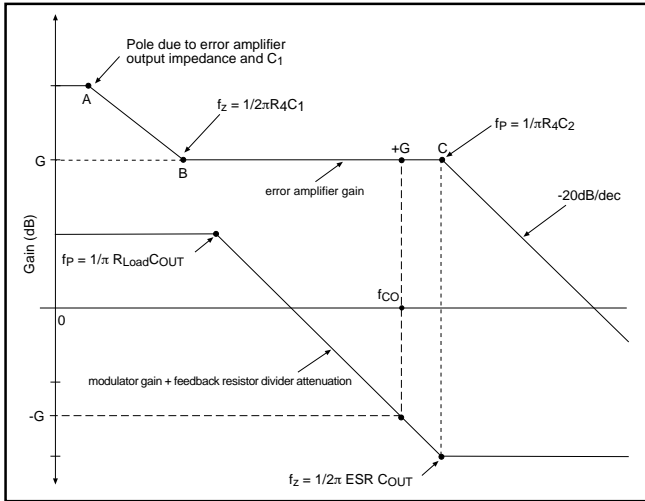 Pole due to error amplifier
output impedance and C1
A
fz = 1/2πR4C1
+G
C
fP = 1/πR4C2
G
B
error amplifier gain
-20dB/dec
Gain (dB)
fP = 1/π RLoadCOUT
fCO
0
modulator gain + feedback resistor divider attenuation
-G
fz = 1/2π ESR COUT